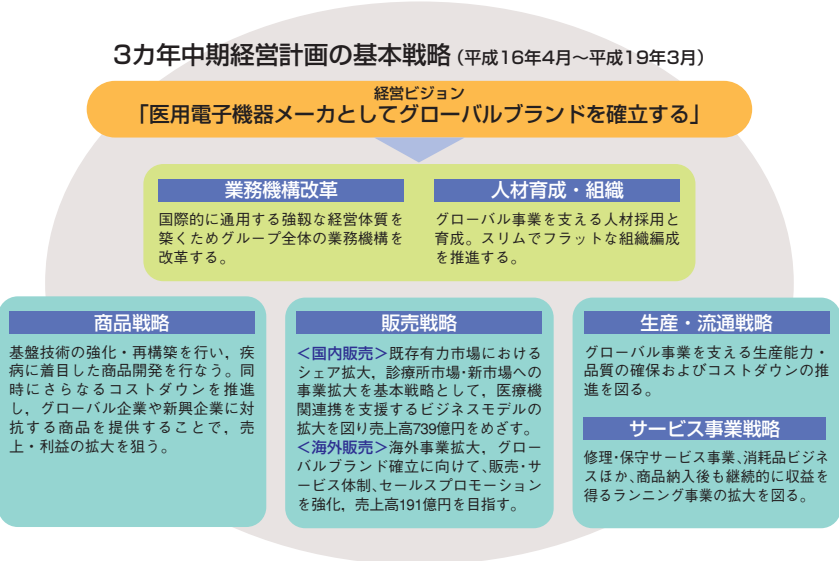 3カ年中期経営計画の基本戦略（平成16年4月～平成19年3月）
経営ビジョン
「医用電子機器メーカとしてグローバルブランドを確立する」
業務機構改革
国際的に通用する強靱な経営体質を
築くためグループ全体の業務機構を
改革する。
人材育成・組織
グローバル事業を支える人材採用と
育成。スリムでフラットな組織編成
を推進する。
商品戦略
基盤技術の強化・再構築を行い，疾
病に着目した商品開発を行なう。同
時にさらなるコストダウンを推進
し，グローバル企業や新興企業に対
抗する商品を提供することで，売
上・利益の拡大を狙う。
販売戦略
＜国内販売＞既存有力市場における
シェア拡大，診療所市場・新市場への
事業拡大を基本戦略として，医療機
関連携を支援するビジネスモデルの
拡大を図り売上高739億円をめざす。
＜海外販売＞海外事業拡大，グロー
バルブランド確立に向けて、販売・サ
ービス体制、セールスプロモーション
を強化，売上高191億円を目指す。
生産・流通戦略
グローバル事業を支える生産能力・
品質の確保およびコストダウンの推
進を図る。
サービス事業戦略
修理・保守サービス事業、消耗品ビジネ
スほか、商品納入後も継続的に収益を
得るランニング事業の拡大を図る。